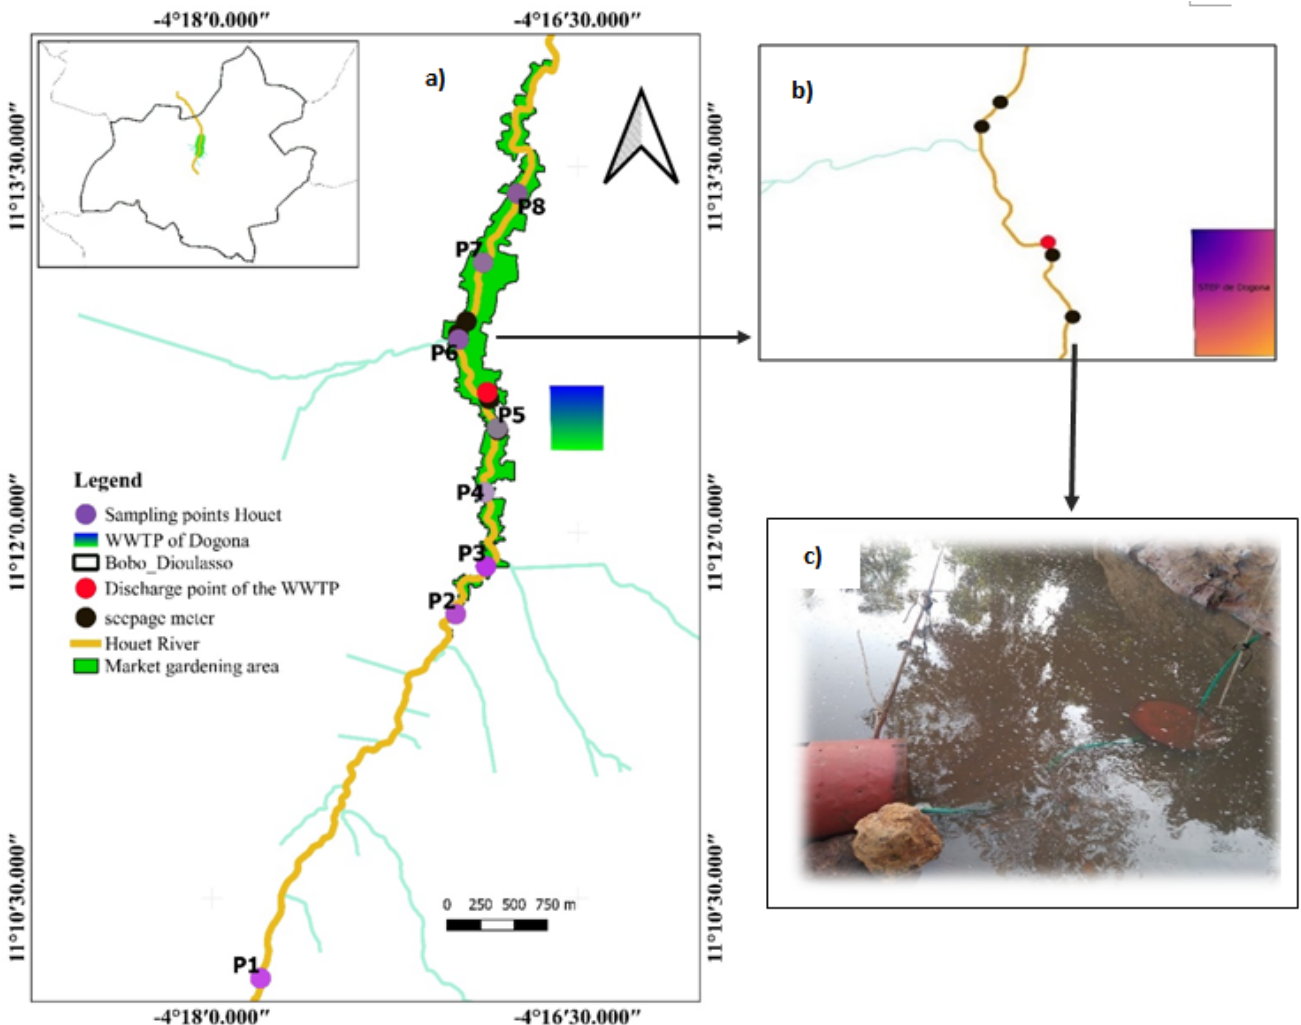 -4°18′0.000″
-4°16′30.000″
a)
11°13′30.000″
11°13′30.000″
P8
P7
P6
P5
P4
P3
P2
P1
11°12′0.000″
11°12′0.000″
Legend
Sampling points Houet
WWTP of Dogona
Bobo_Dioulasso
Discharge point of the WWTP
seepage meter
Houet River
Market gardening area
11°10′30.000″
11°10′30.000″
0 250 500 750 m
-4°18′0.000″
-4°16′30.000″
b)
STEP de Dogona
c)